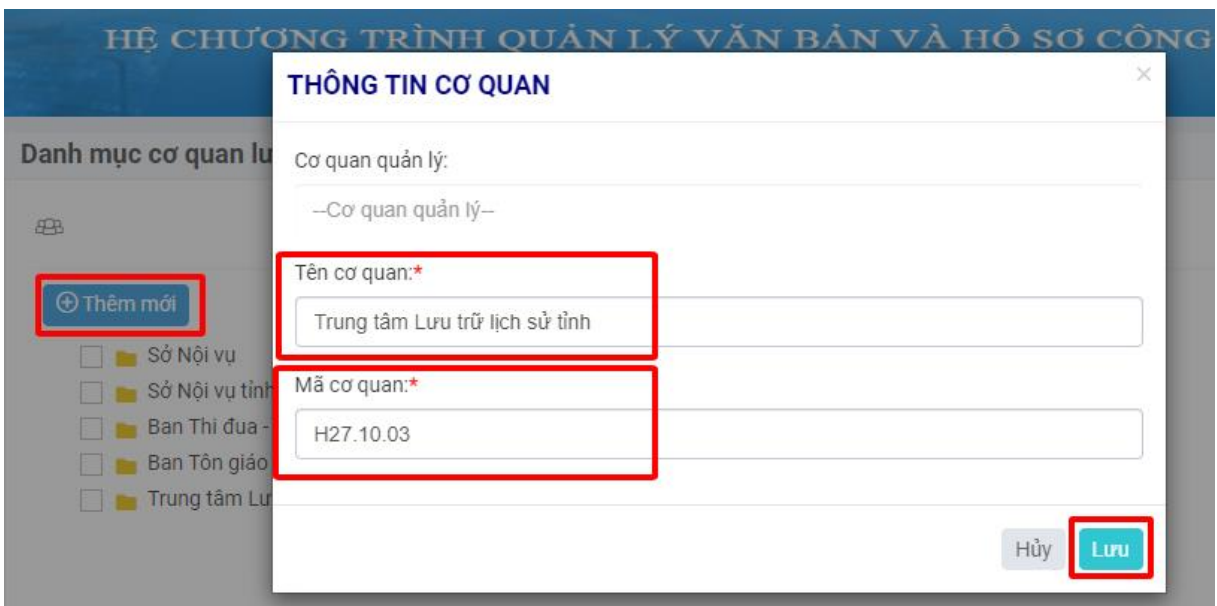 HỆ CHƯƠNG TRÌNH QUẢN LÝ VĂN BẢN VÀ HỒ SƠ CÔNG
THÔNG TIN CƠ QUAN
×
Danh mục cơ quan lư
Cơ quan quản lý:
--Cơ quan quản lý--
Tên cơ quan:*
Thêm mới
Trung tâm Lưu trữ lịch sử tỉnh
Sở Nội vụ
Sở Nội vụ tỉnh
Mã cơ quan:*
Ban Thi đua -
H27.10.03
Ban Tôn giáo
Trung tâm Lư
Hủy
Lưu